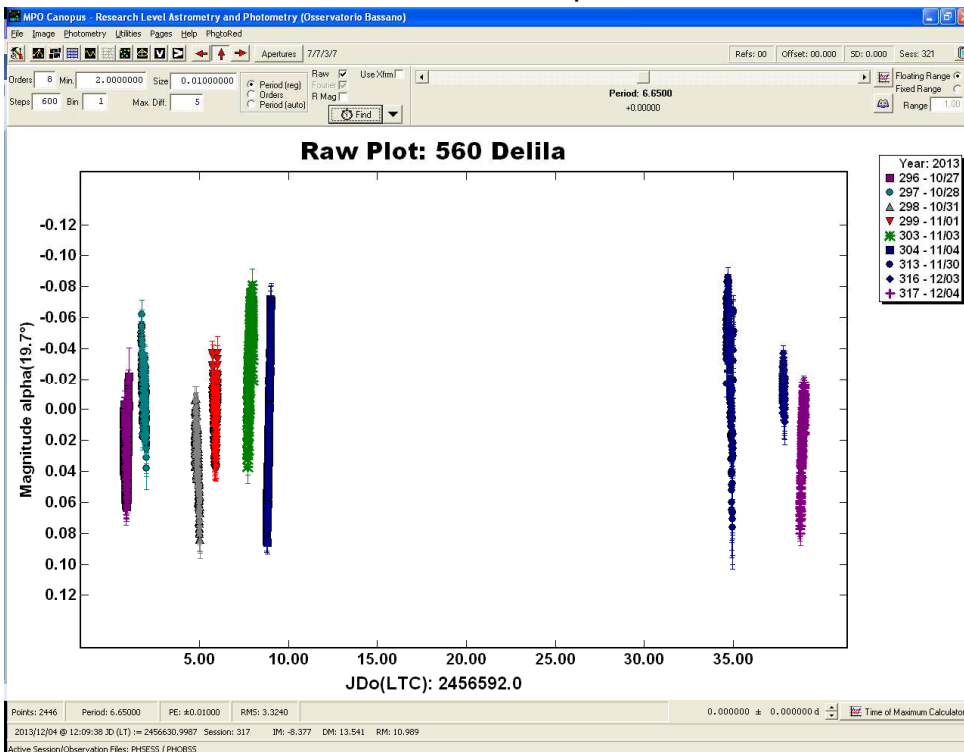 MPO Canopus - Research Level Astrometry and Photometry (Osservatorio Bassano)
File Image Photometry Utilities Pages Help PhotoRed
Apertures 7/7/3/7 Refs: 00 Offset: 00.000 SD: 0.000 Sess: 321
Orders 8 Min. 2.0000000 Size 0.01000000 Period (reg) Raw Use Xfrm Floating Range
Orders Fourier Period: 6.6500 Fixed Range
Steps 600 Bin 1 Max. Diff. 5 Period (auto) R Mag +0.00000 Range 1.00
Find
Raw Plot: 560 Delila
Year: 2013
296 - 10/27
297 - 10/28
298 - 10/31
299 - 11/01
303 - 11/03
304 - 11/04
313 - 11/30
316 - 12/03
317 - 12/04
Magnitude alpha(19.7°)
-0.12
-0.10
-0.08
-0.06
-0.04
-0.02
0.00
0.02
0.04
0.06
0.08
0.10
0.12
5.00 10.00 15.00 20.00 25.00 30.00 35.00 40.00
JDo(LTC): 2456592.0
Points: 2446 Period: 6.65000 PE: ±0.01000 RMS: 3.3240 0.000000 ± 0.000000 d Time of Maximum Calculator
2013/12/04 @ 12:09:38 JD (LT) := 2456630.9987 Session: 317 IM: -8.377 DM: 13.541 RM: 10.989
Active Session/Observation Files: PHSESS / PHOBSS